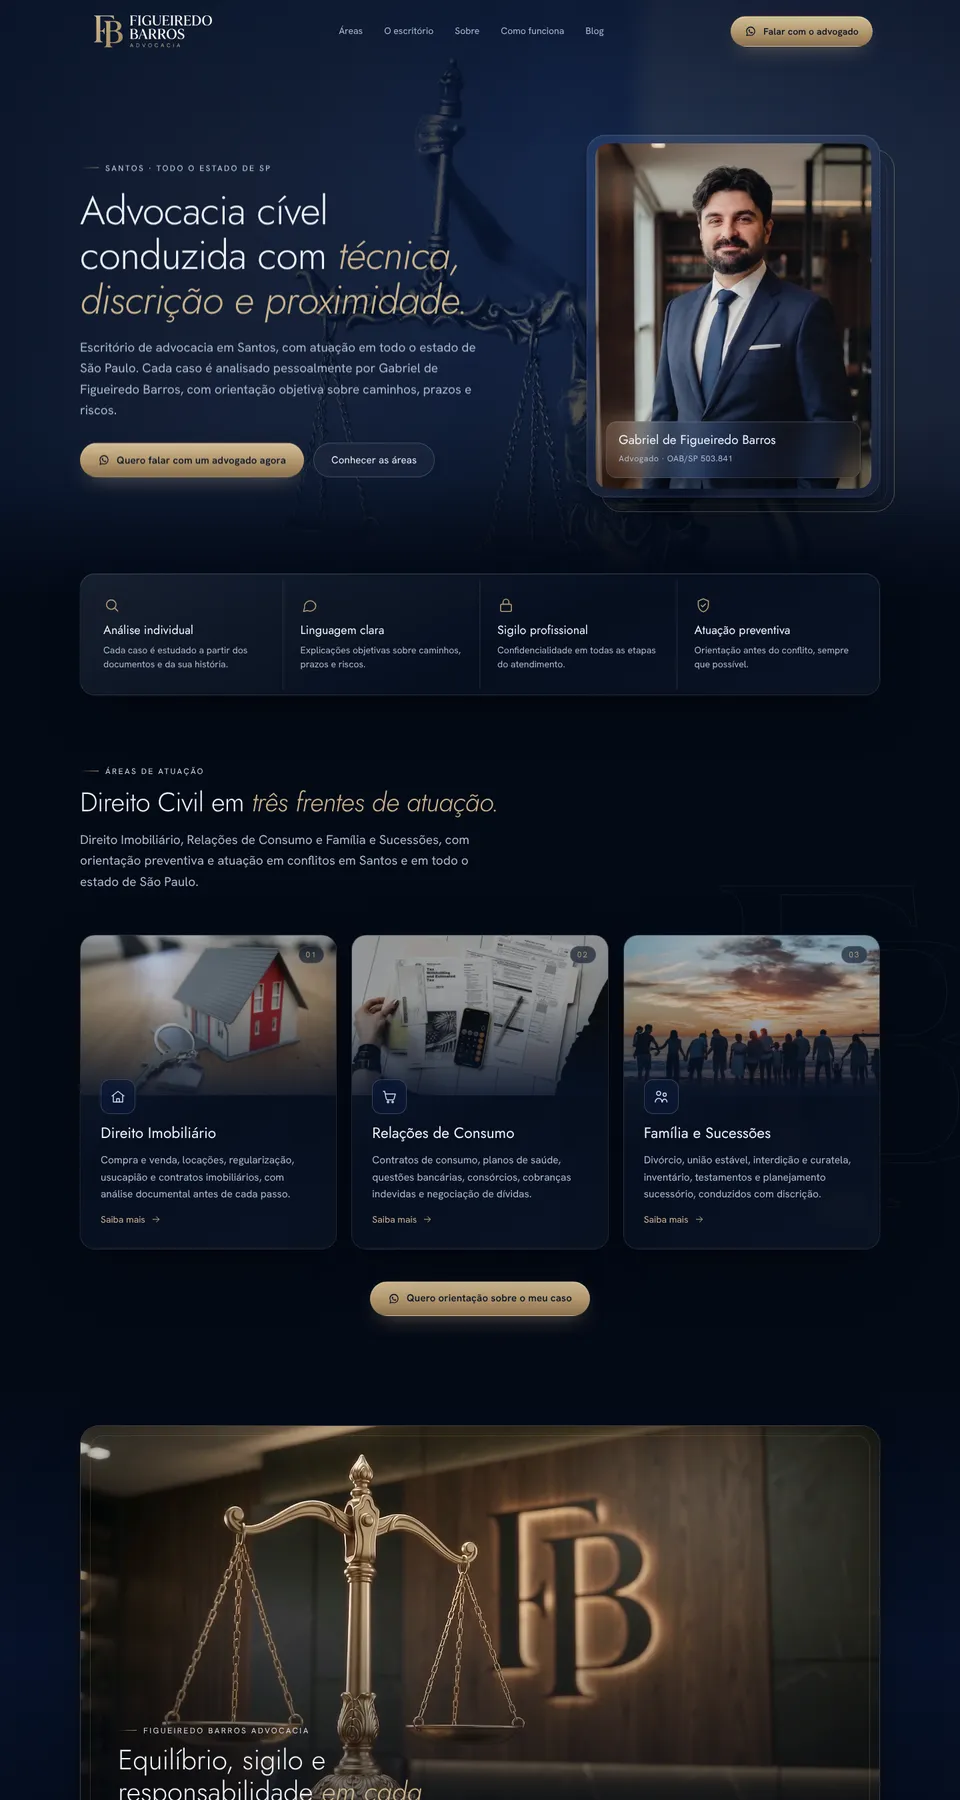 FIGUEIREDO
BARROS
ADVOCACIA
Áreas
O escritório
Sobre
Como funciona
Blog
Falar com o advogado
SANTOS · TODO O ESTADO DE SP
Advocacia cível
conduzida com técnica,
discrição e proximidade.
Escritório de advocacia em Santos, com atuação em todo o estado de
São Paulo. Cada caso é analisado pessoalmente por Gabriel de
Figueiredo Barros, com orientação objetiva sobre caminhos, prazos e
riscos.
Quero falar com um advogado agora
Conhecer as áreas
Gabriel de Figueiredo Barros
Advogado · OAB/SP 503.841
Análise individual
Cada caso é estudado a partir dos
documentos e da sua história.
Linguagem clara
Explicações objetivas sobre caminhos,
prazos e riscos.
Sigilo profissional
Confidencialidade em todas as etapas
do atendimento.
Atuação preventiva
Orientação antes do conflito, sempre
que possível.
ÁREAS DE ATUAÇÃO
Direito Civil em três frentes de atuação.
Direito Imobiliário, Relações de Consumo e Família e Sucessões, com
orientação preventiva e atuação em conflitos em Santos e em todo o
estado de São Paulo.
01
Direito Imobiliário
Compra e venda, locações, regularização,
usucapião e contratos imobiliários, com
análise documental antes de cada passo.
Saiba mais →
02
Relações de Consumo
Contratos de consumo, planos de saúde,
questões bancárias, consórcios, cobranças
indevidas e negociação de dívidas.
Saiba mais →
03
Família e Sucessões
Divórcio, união estável, interdição e curatela,
inventário, testamentos e planejamento
sucessório, conduzidos com discrição.
Saiba mais →
Quero orientação sobre o meu caso
FB
FIGUEIREDO BARROS ADVOCACIA
Equilíbrio, sigilo e
responsabilidade em cada